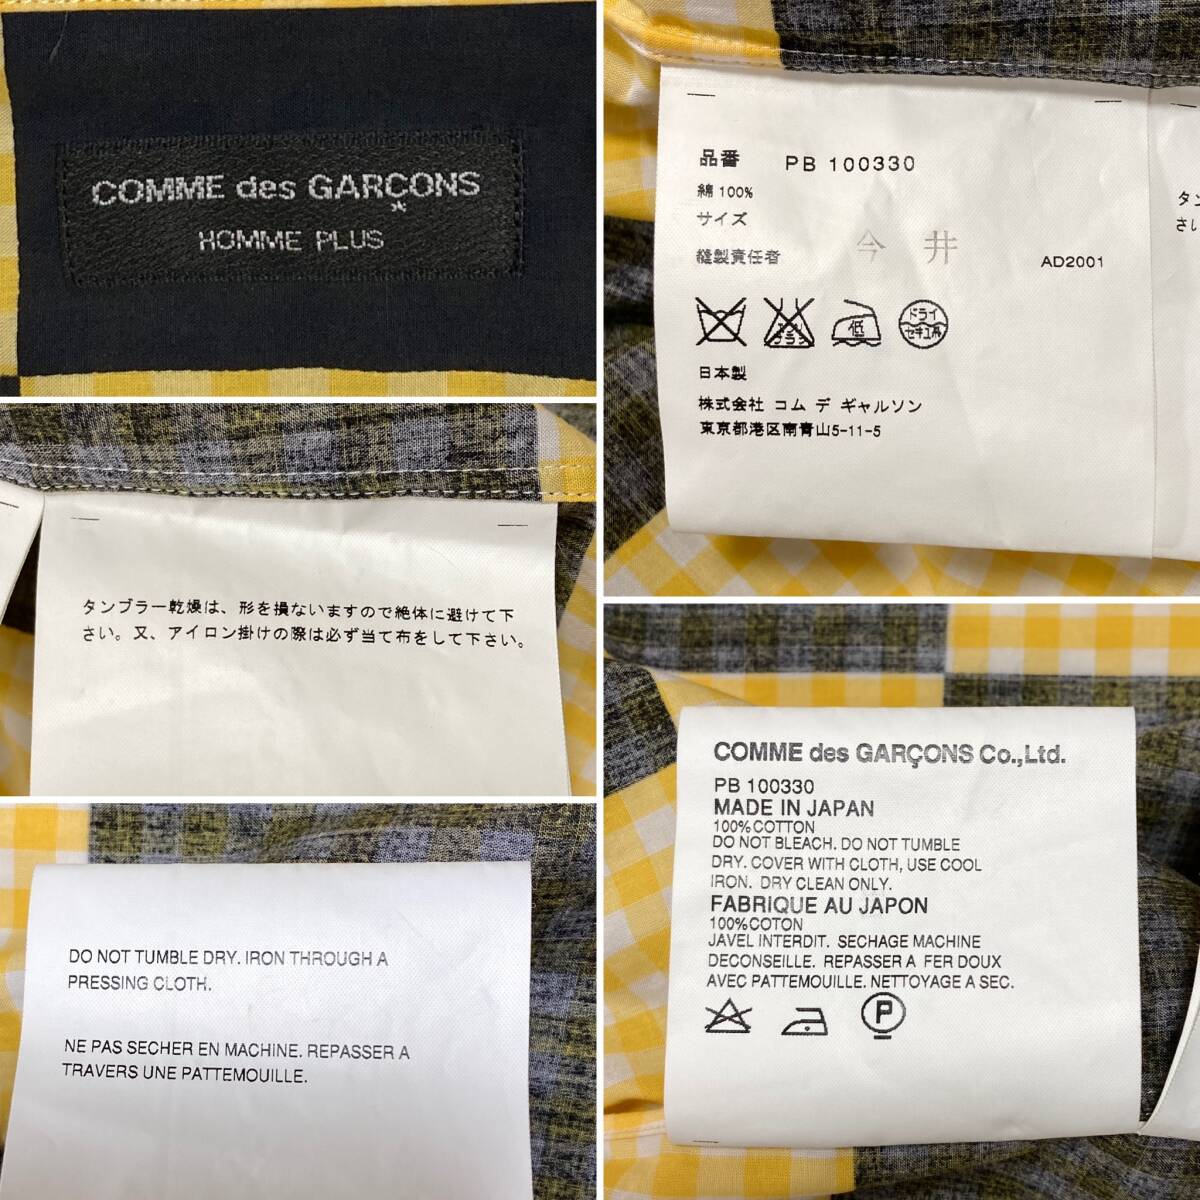 COMME des GARÇONS
HOMME PLUS
品番 PB 100330
綿 100%
サイズ
縫製責任者 今井 AD2001
エンソ
サラシ
低
ドライ
セキユ系
日本製
株式会社 コム デ ギャルソン
東京都港区南青山5-11-5
タンブラー乾燥は、形を損ないますので絶体に避けて下
さい。又、アイロン掛けの際は必ず当て布をして下さい。
DO NOT TUMBLE DRY. IRON THROUGH A
PRESSING CLOTH.
NE PAS SECHER EN MACHINE. REPASSER A
TRAVERS UNE PATTEMOUILLE.
COMME des GARÇONS Co.,Ltd.
PB 100330
MADE IN JAPAN
100% COTTON
DO NOT BLEACH. DO NOT TUMBLE
DRY. COVER WITH CLOTH, USE COOL
IRON. DRY CLEAN ONLY.
FABRIQUE AU JAPON
100% COTON
JAVEL INTERDIT. SECHAGE MACHINE
DECONSEILLE. REPASSER A FER DOUX
AVEC PATTEMOUILLE. NETTOYAGE A SEC.
P